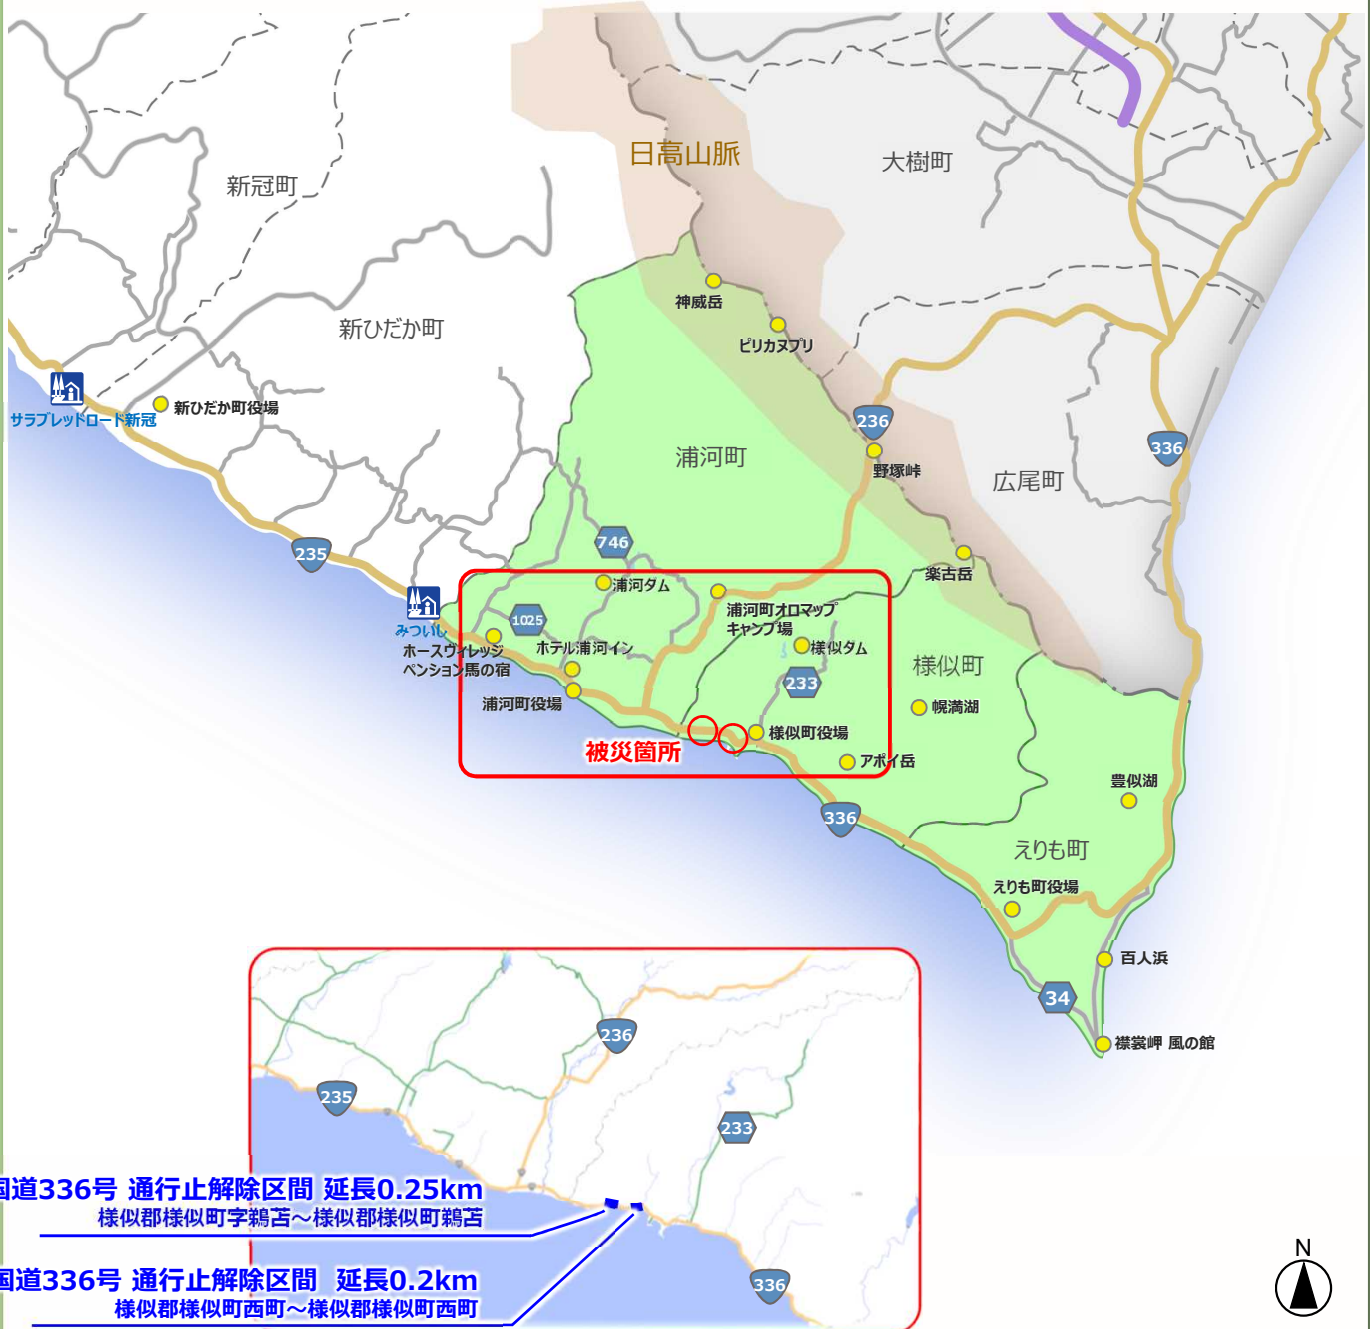 日高山脈
大樹町
新冠町
神威岳
新ひだか町
ピリカヌプリ
サラブレッドロード新冠
新ひだか町役場
236
336
浦河町
野塚峠
広尾町
235
746
楽古岳
浦河ダム
みついし
1025
浦河町オロマップ
キャンプ場
ホースヴィレッジ
ペンション馬の宿
ホテル浦河イン
様似ダム
様似町
233
浦河町役場
幌満湖
様似町役場
被災箇所
アポイ岳
豊似湖
336
えりも町
えりも町役場
百人浜
34
襟裳岬 風の館
236
235
233
国道336号 通行止解除区間 延長0.25km
様似郡様似町字鵜苫～様似郡様似町鵜苫
国道336号 通行止解除区間 延長0.2km
様似郡様似町西町～様似郡様似町西町
336
N